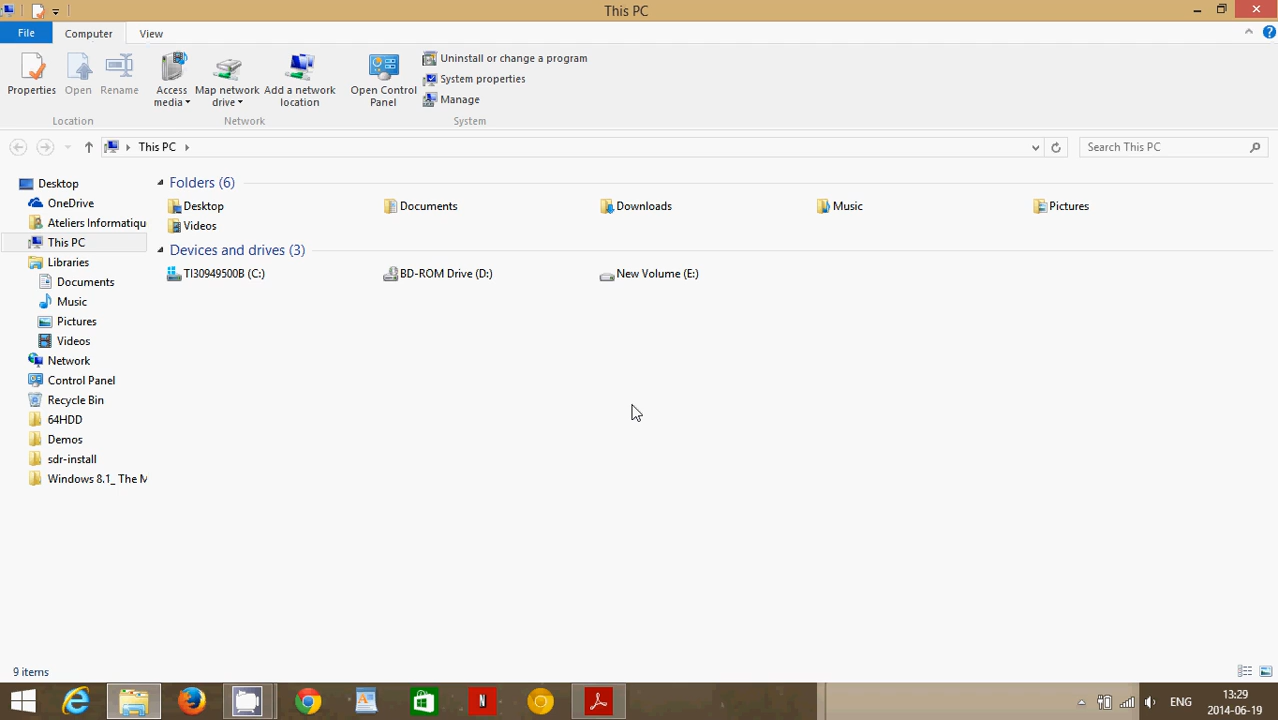 This PC
File Computer View
Properties Open Rename Access media Map network drive Add a network location Open Control Panel
Uninstall or change a program
System properties
Manage
Location Network System
This PC Search This PC
Desktop
OneDrive
Ateliers Informatiqu
This PC
Libraries
Documents
Music
Pictures
Videos
Network
Control Panel
Recycle Bin
64HDD
Demos
sdr-install
Windows 8.1_ The M
Folders (6)
Desktop Documents Downloads Music Pictures
Videos
Devices and drives (3)
TI30949500B (C:) BD-ROM Drive (D:) New Volume (E:)
9 items
ENG
13:29
2014-06-19